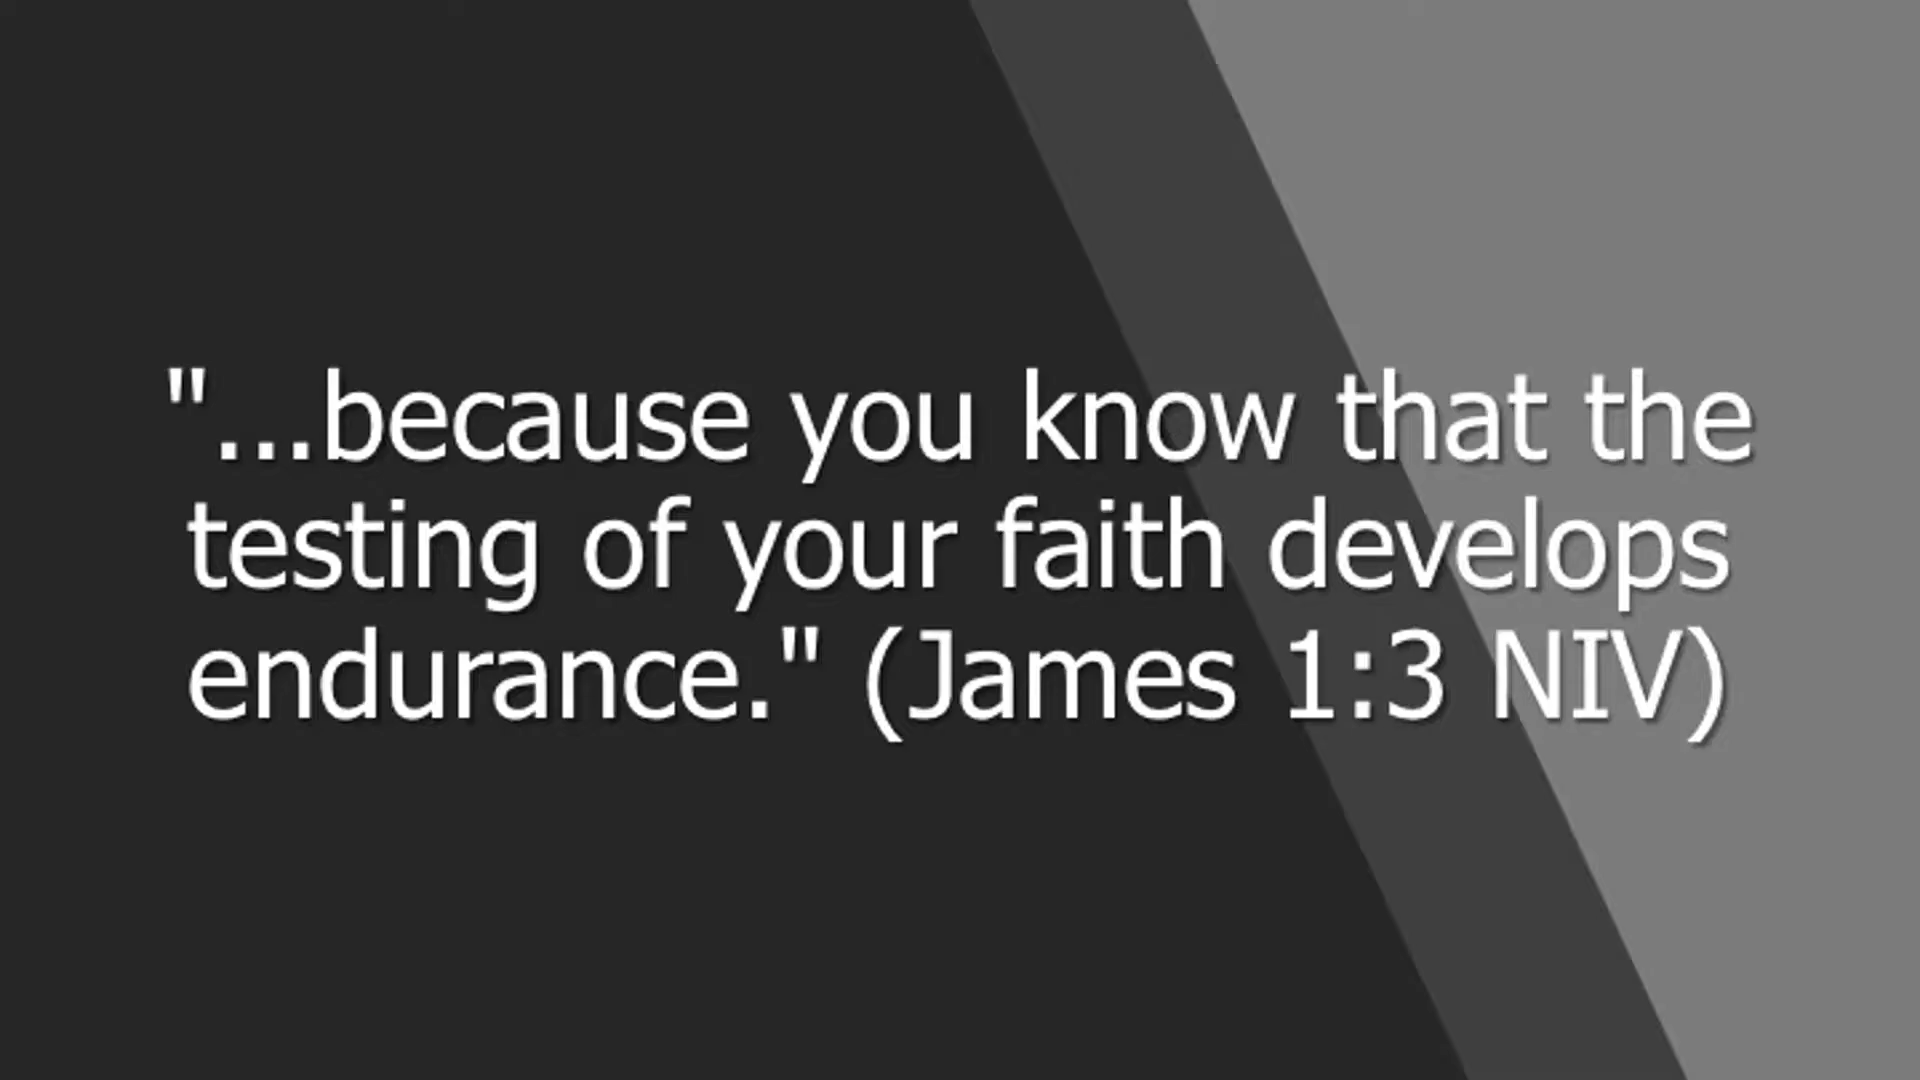 "...because you know that the
testing of your faith develops
endurance." (James 1:3 NIV)